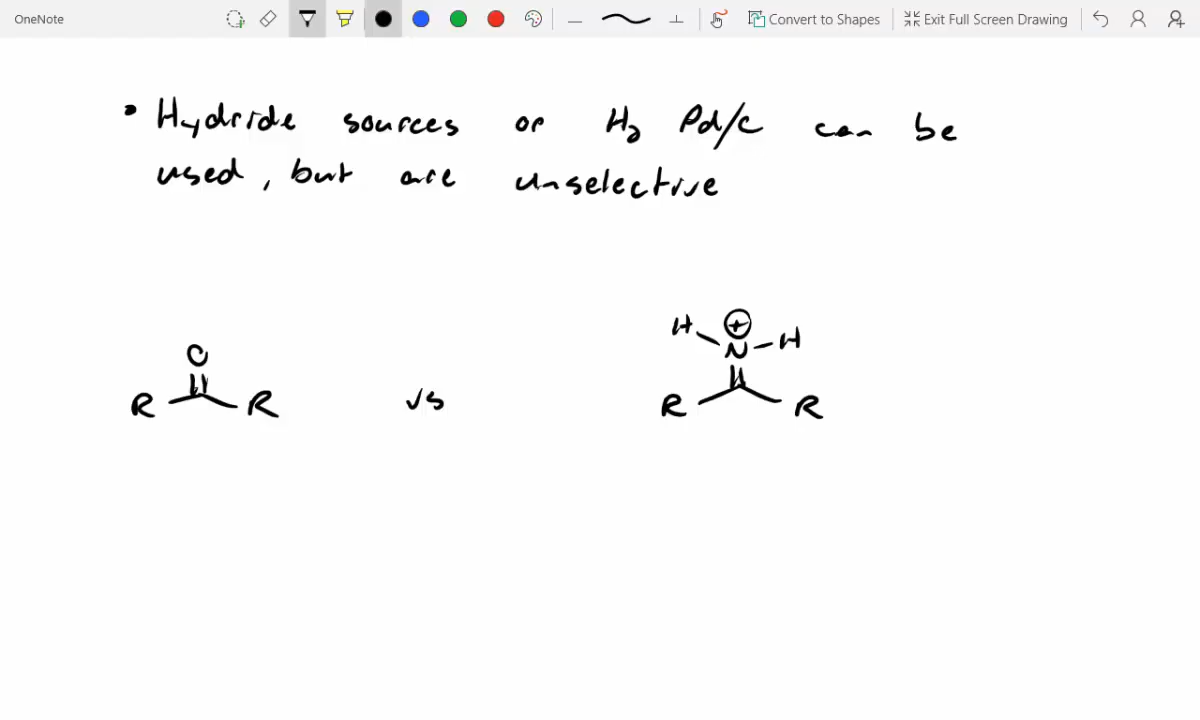 OneNote
Convert to Shapes
Exit Full Screen Drawing
• Hydride sources or H₂ Pd/C can be
used, but are unselective
O
R R
vs
H ⊕
N H
R R